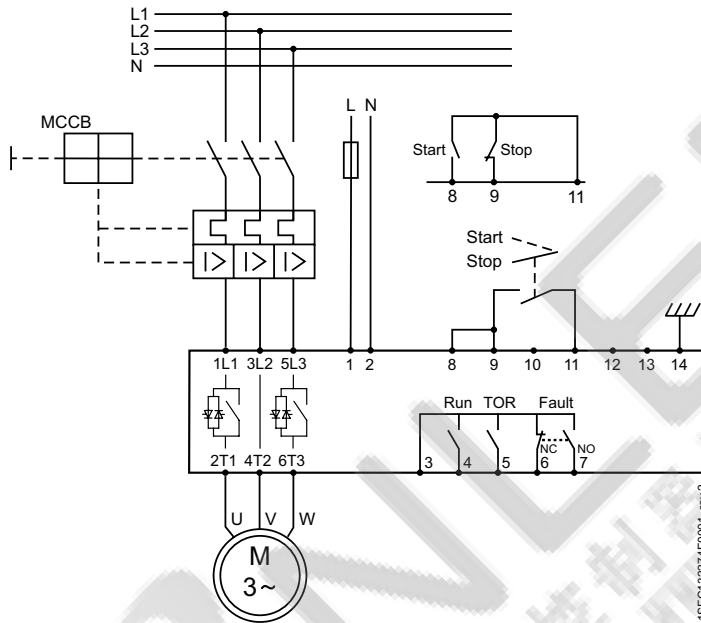 L1
L2
L3
N
MCCB
L N
Start Stop
8 9 11
Start
Stop
1L1 3L2 5L3 1 2 8 9 10 11 12 13 14
Run TOR Fault
NC NO
2T1 4T2 6T3 3 4 5 6 7
U V W
M
3~